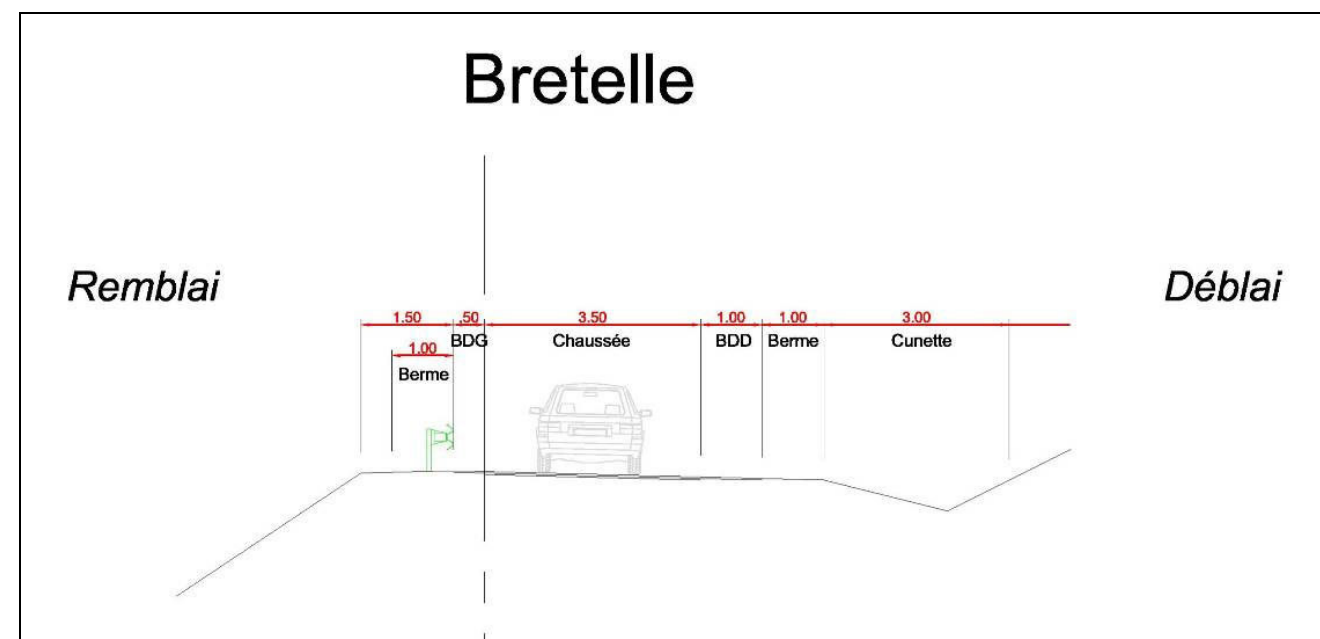 Bretelle
Remblai
Déblai
1.50 ,50 3.50 1.00 1.00 3.00
BDG Chaussée BDD Berme Cunette
1.00
Berme